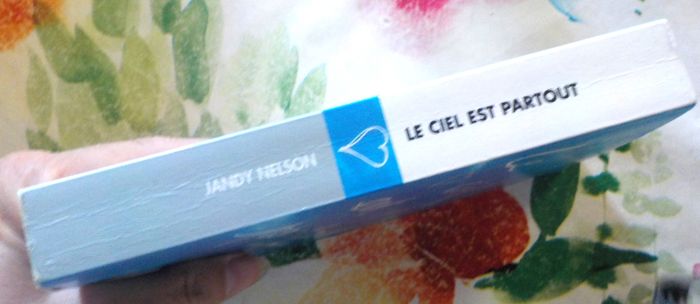 JANDY NELSON
LE CIEL EST PARTOUT